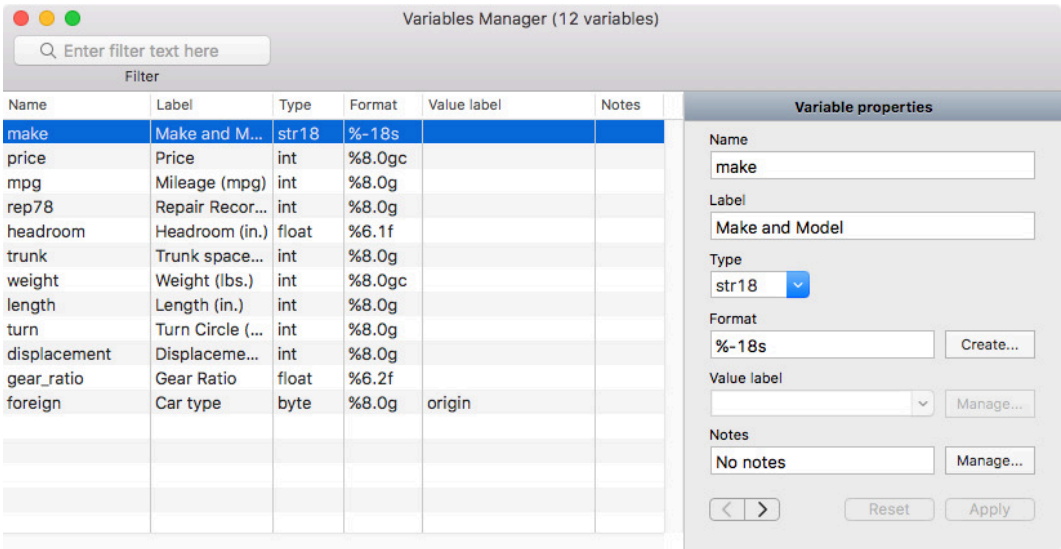 Variables Manager (12 variables)
Enter filter text here
Filter
Name Label Type Format Value label Notes
make Make and M... str18 %-18s
price Price int %8.0gc
mpg Mileage (mpg) int %8.0g
rep78 Repair Recor... int %8.0g
headroom Headroom (in.) float %6.1f
trunk Trunk space... int %8.0g
weight Weight (lbs.) int %8.0gc
length Length (in.) int %8.0g
turn Turn Circle (... int %8.0g
displacement Displaceme... int %8.0g
gear_ratio Gear Ratio float %6.2f
foreign Car type byte %8.0g origin
Variable properties
Name
make
Label
Make and Model
Type
str18
Format
%-18s Create...
Value label
Manage...
Notes
No notes Manage...
< > Reset Apply